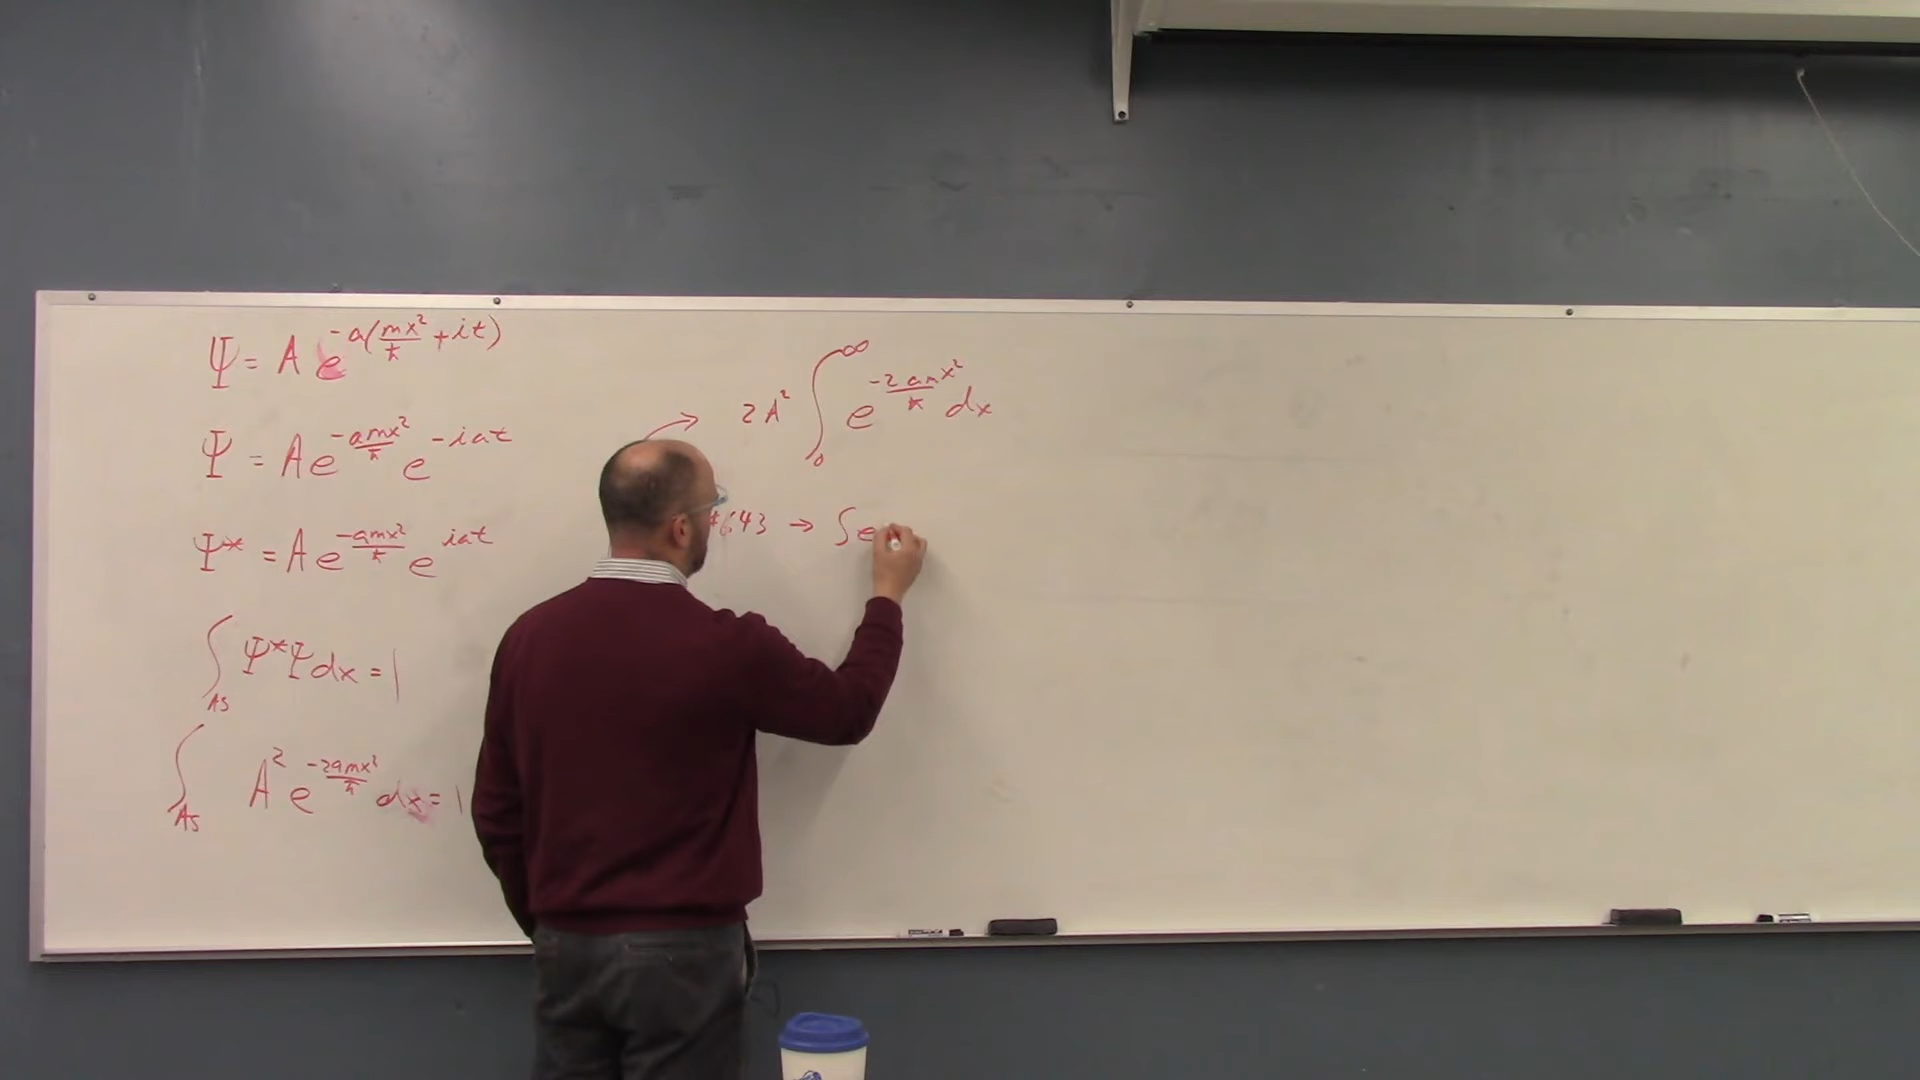 Ψ = A e^{-a(mx²/ħ + it)}
Ψ = A e^{-amx²/ħ} e^{-iat}
Ψ* = A e^{-amx²/ħ} e^{iat}
∫_{AS} Ψ*Ψ dx = 1
∫_{AS} A² e^{-2amx²/ħ} dx = 1
→ 2A² ∫_0^∞ e^{-2amx²/ħ} dx
#643 → ∫e